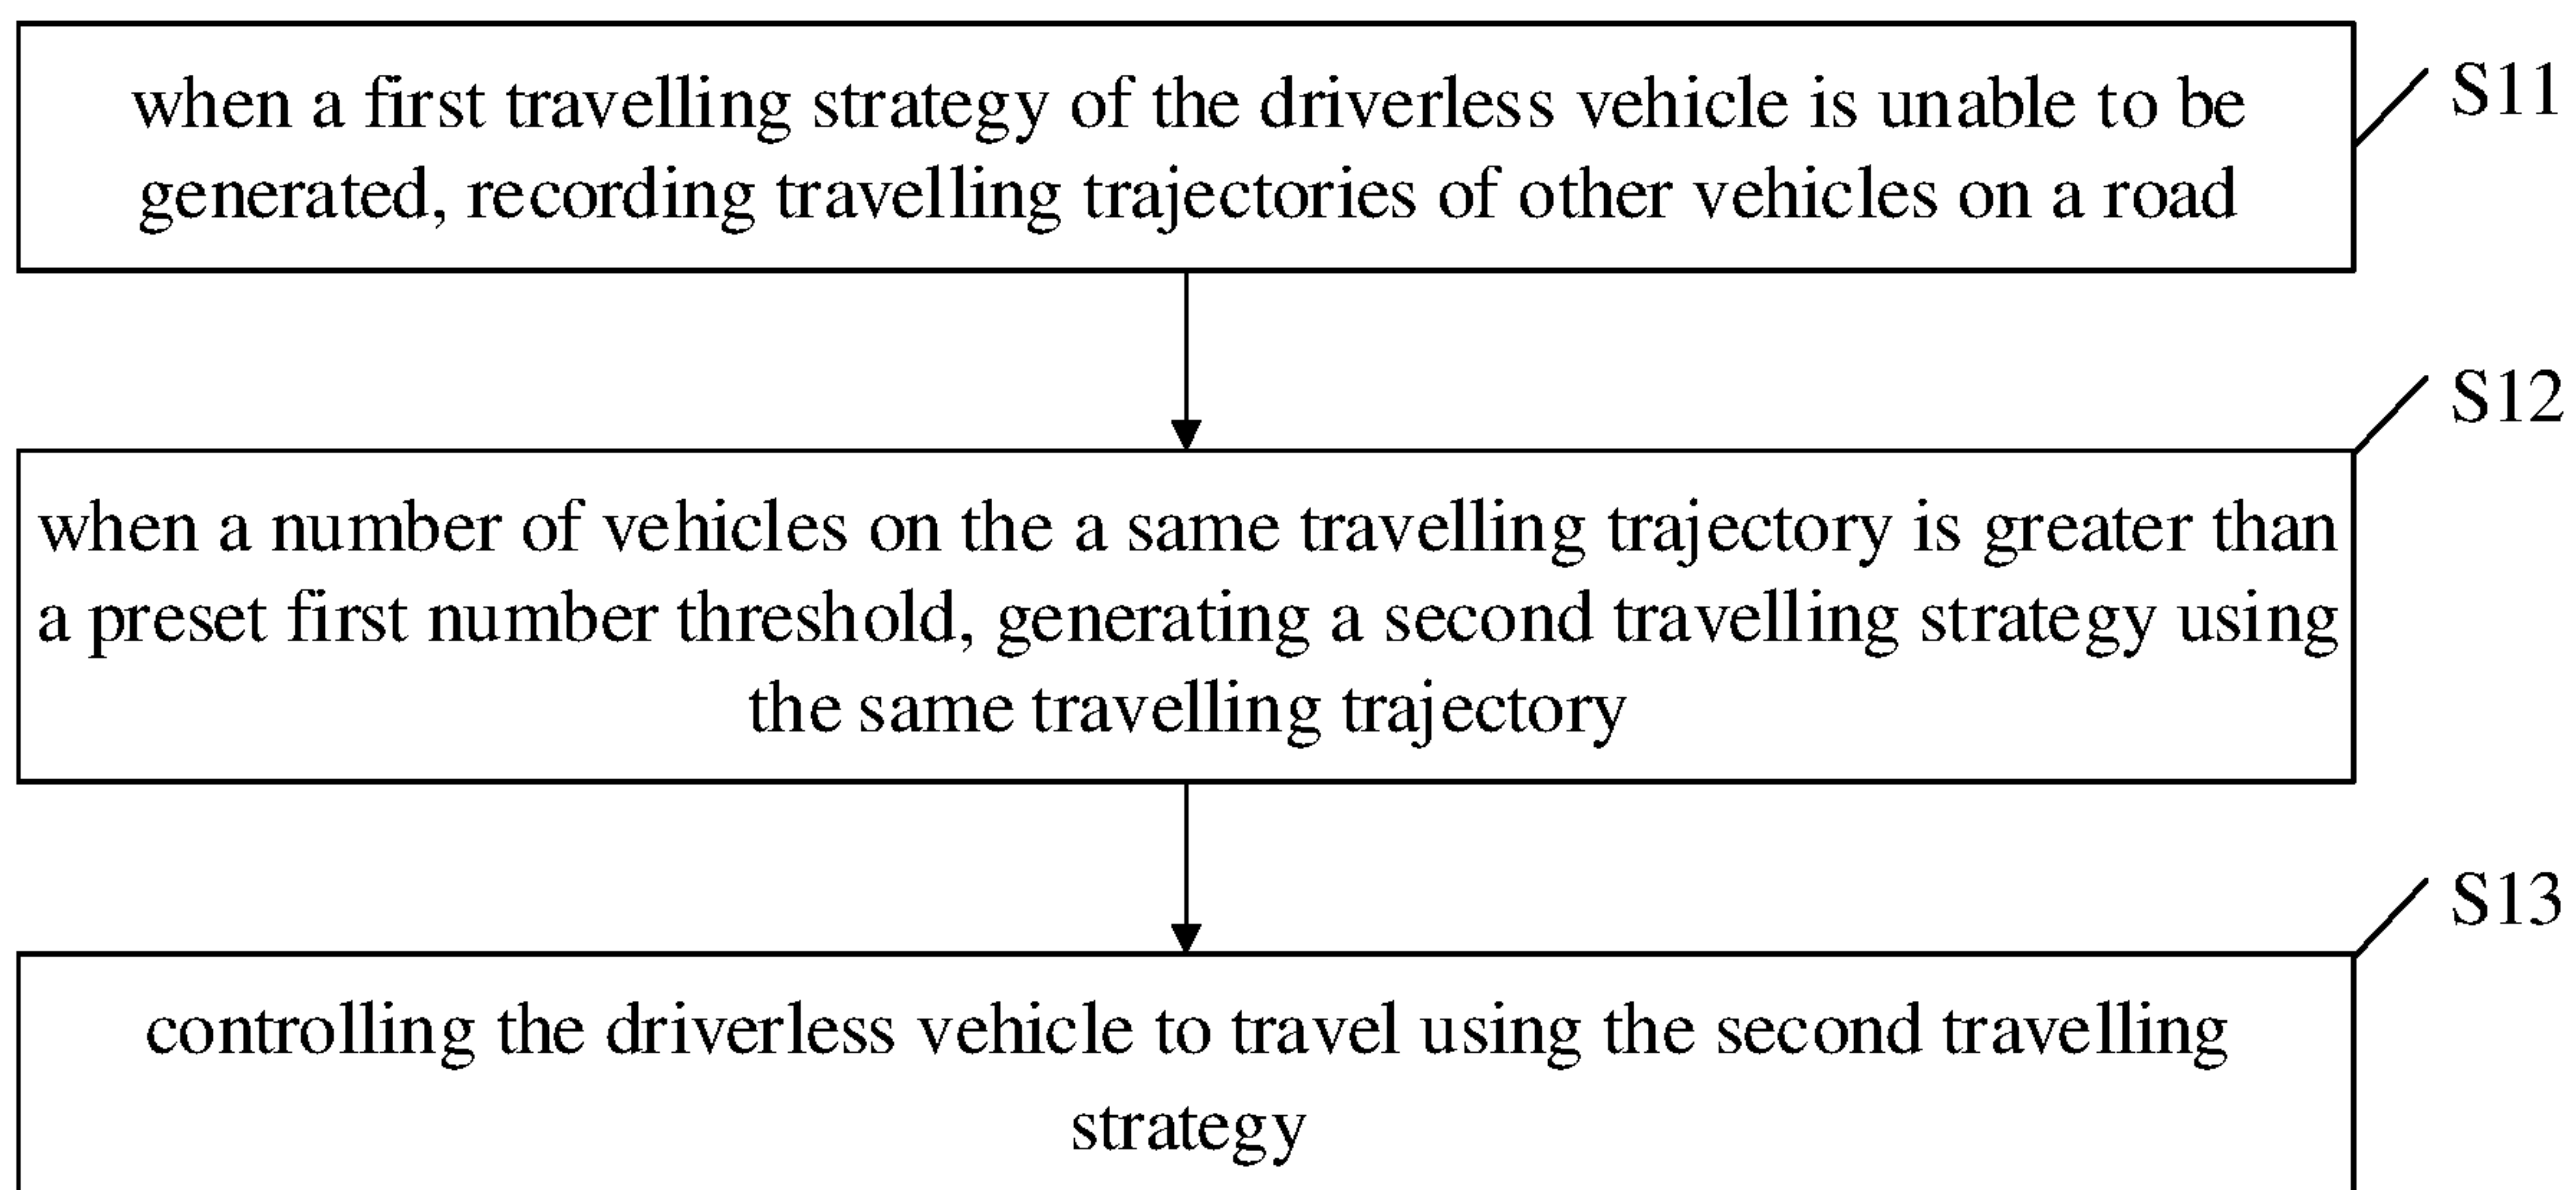 when a first travelling strategy of the driverless vehicle is unable to be
generated, recording travelling trajectories of other vehicles on a road
S11
when a number of vehicles on the a same travelling trajectory is greater than
a preset first number threshold, generating a second travelling strategy using
the same travelling trajectory
S12
controlling the driverless vehicle to travel using the second travelling
strategy
S13